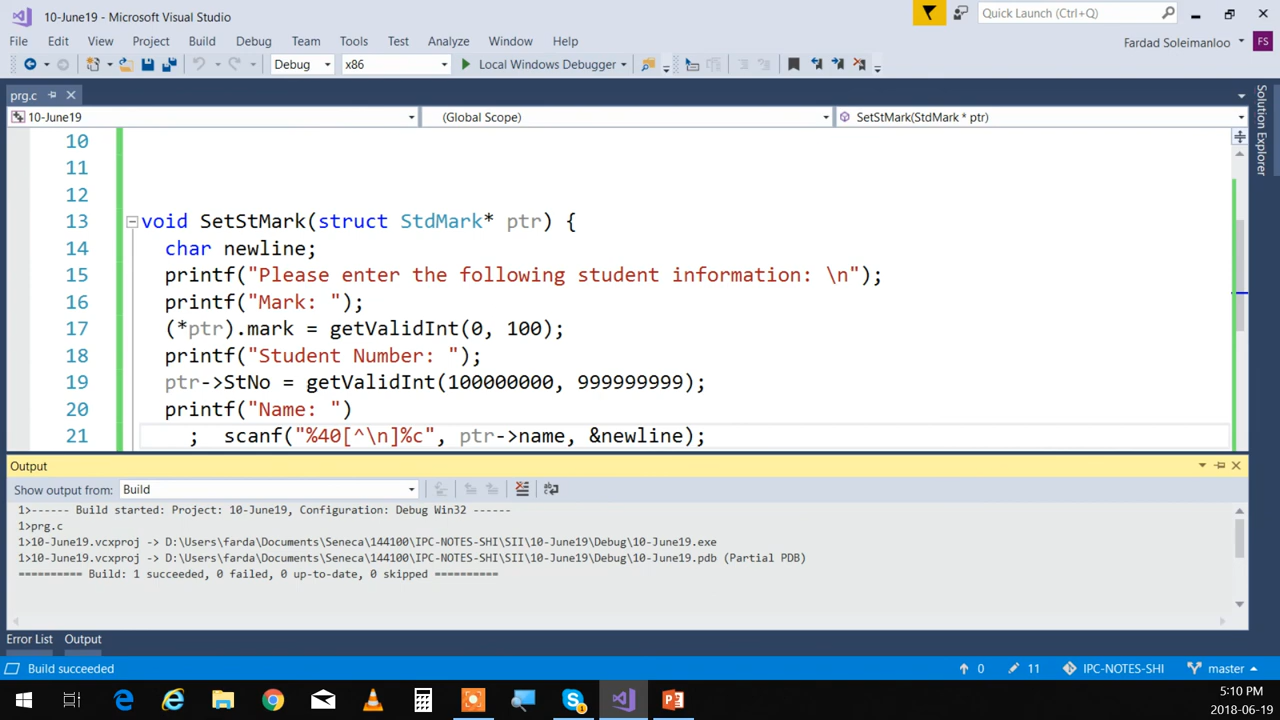 10-June19 - Microsoft Visual Studio
Quick Launch (Ctrl+Q)
File Edit View Project Build Debug Team Tools Test Analyze Window Help
Fardad Soleimanloo FS
Debug x86 Local Windows Debugger
prg.c
10-June19 (Global Scope) SetStMark(StdMark * ptr)
Solution Explorer
10
11
12
13 void SetStMark(struct StdMark* ptr) {
14 char newline;
15 printf("Please enter the following student information: \n");
16 printf("Mark: ");
17 (*ptr).mark = getValidInt(0, 100);
18 printf("Student Number: ");
19 ptr->StNo = getValidInt(100000000, 999999999);
20 printf("Name: ")
21 ; scanf("%40[^\n]%c", ptr->name, &newline);
Output
Show output from: Build
1>------ Build started: Project: 10-June19, Configuration: Debug Win32 ------
1>prg.c
1>10-June19.vcxproj -> D:\Users\farda\Documents\Seneca\144100\IPC-NOTES-SHI\SII\10-June19\Debug\10-June19.exe
1>10-June19.vcxproj -> D:\Users\farda\Documents\Seneca\144100\IPC-NOTES-SHI\SII\10-June19\Debug\10-June19.pdb (Partial PDB)
========== Build: 1 succeeded, 0 failed, 0 up-to-date, 0 skipped ==========
Error List Output
Build succeeded 0 11 IPC-NOTES-SHI master
5:10 PM
2018-06-19